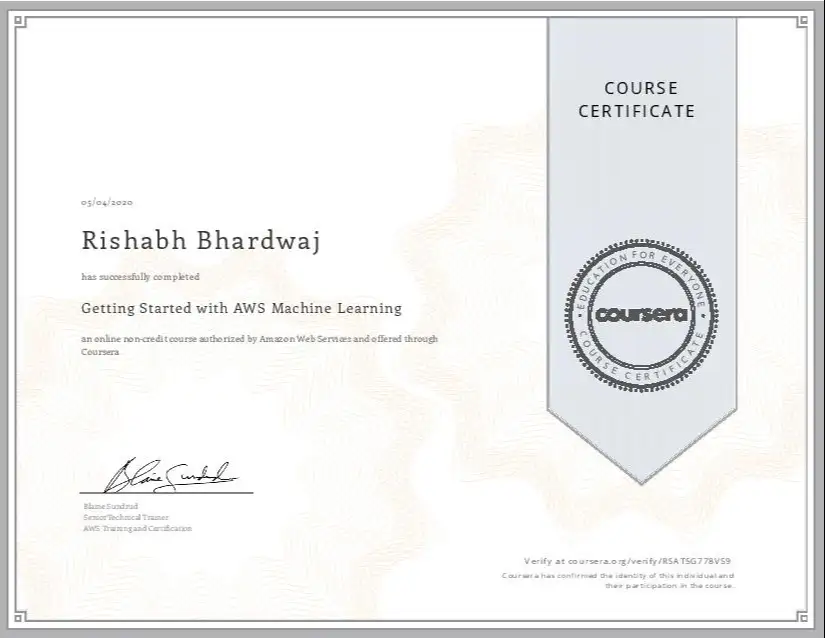 COURSE
CERTIFICATE
05/04/2020
Rishabh Bhardwaj
has successfully completed
Getting Started with AWS Machine Learning
an online non-credit course authorized by Amazon Web Services and offered through
Coursera
EDUCATION FOR EVERYONE
coursera
COURSE CERTIFICATE
Blaine Sundrud
Senior Technical Trainer
AWS Training and Certification
Verify at coursera.org/verify/
Coursera has confirmed the identity of this individual and
their participation in the course.